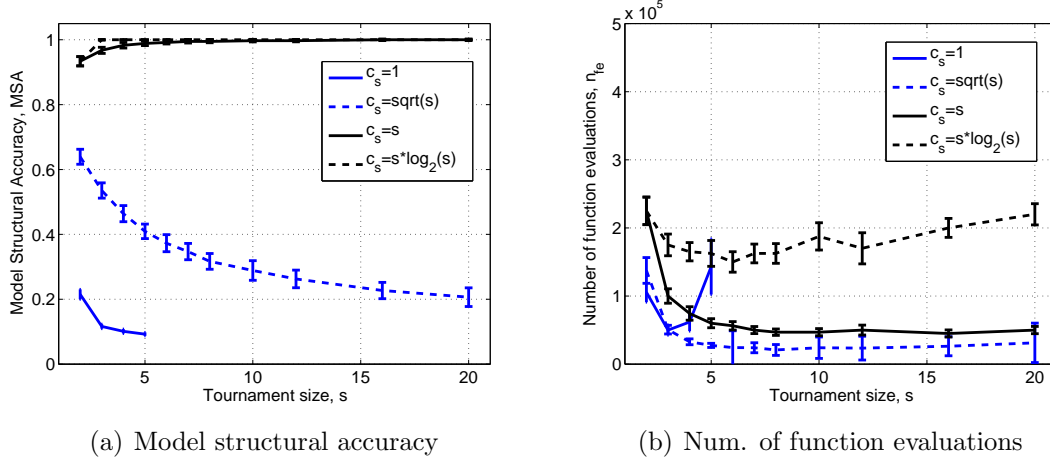 Model Structural Accuracy, MSA
1
0.8
0.6
0.4
0.2
0
5
10
15
20
Tournament size, s
c_s=1
c_s=sqrt(s)
c_s=s
c_s=s*log_2(s)
(a) Model structural accuracy
x 10^5
Number of function evaluations, n_fe
5
4
3
2
1
0
5
10
15
20
Tournament size, s
c_s=1
c_s=sqrt(s)
c_s=s
c_s=s*log_2(s)
(b) Num. of function evaluations